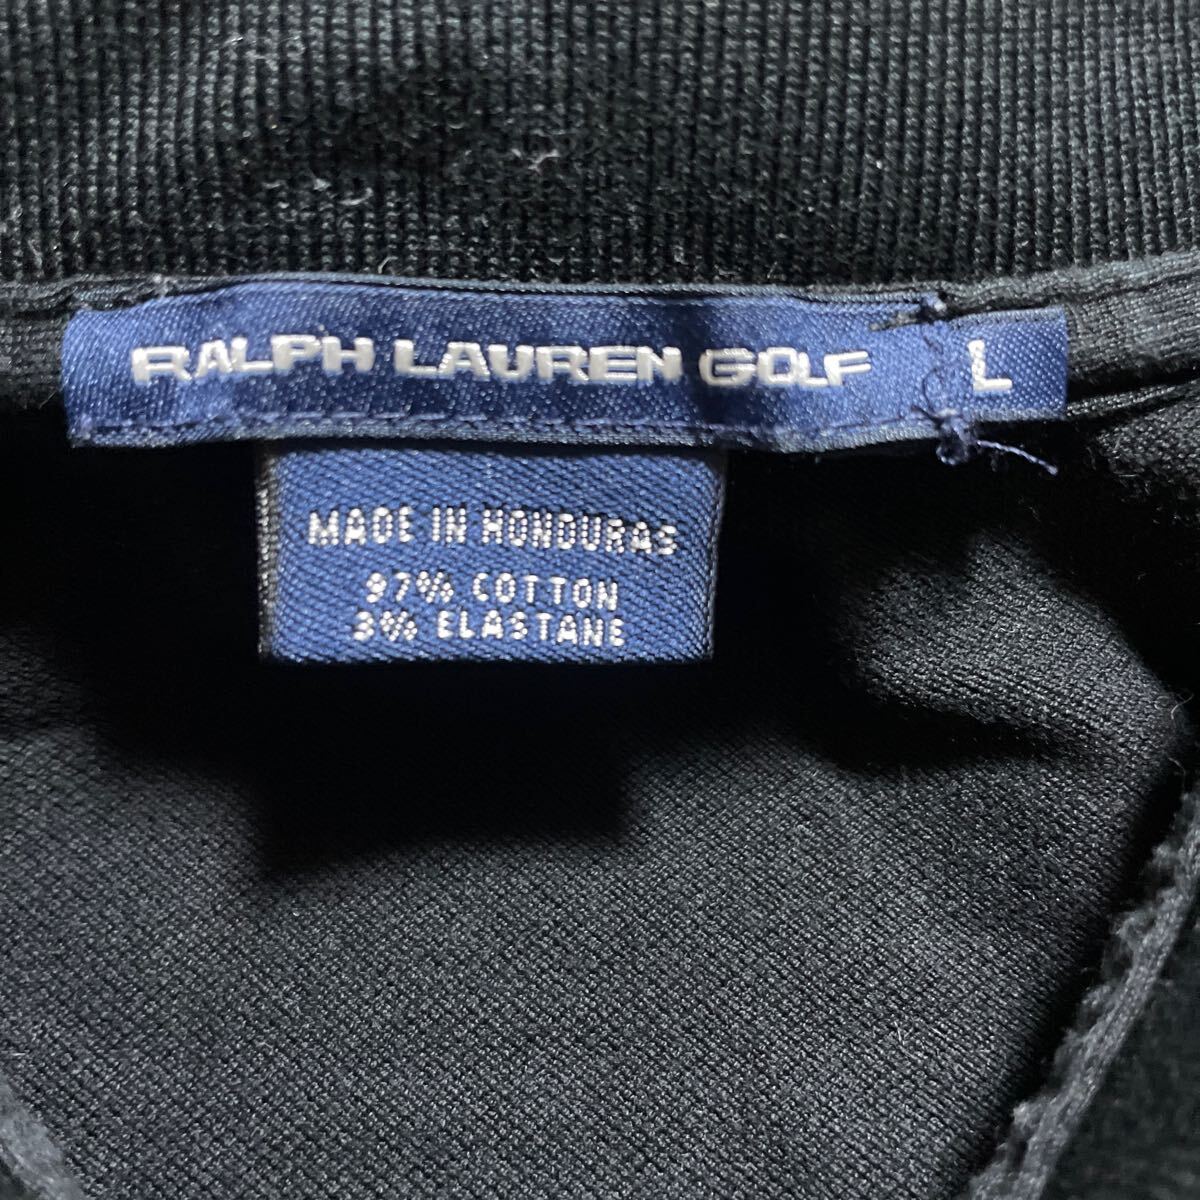 RALPH LAUREN GOLF L
MADE IN HONDURAS
97% COTTON
3% ELASTANE